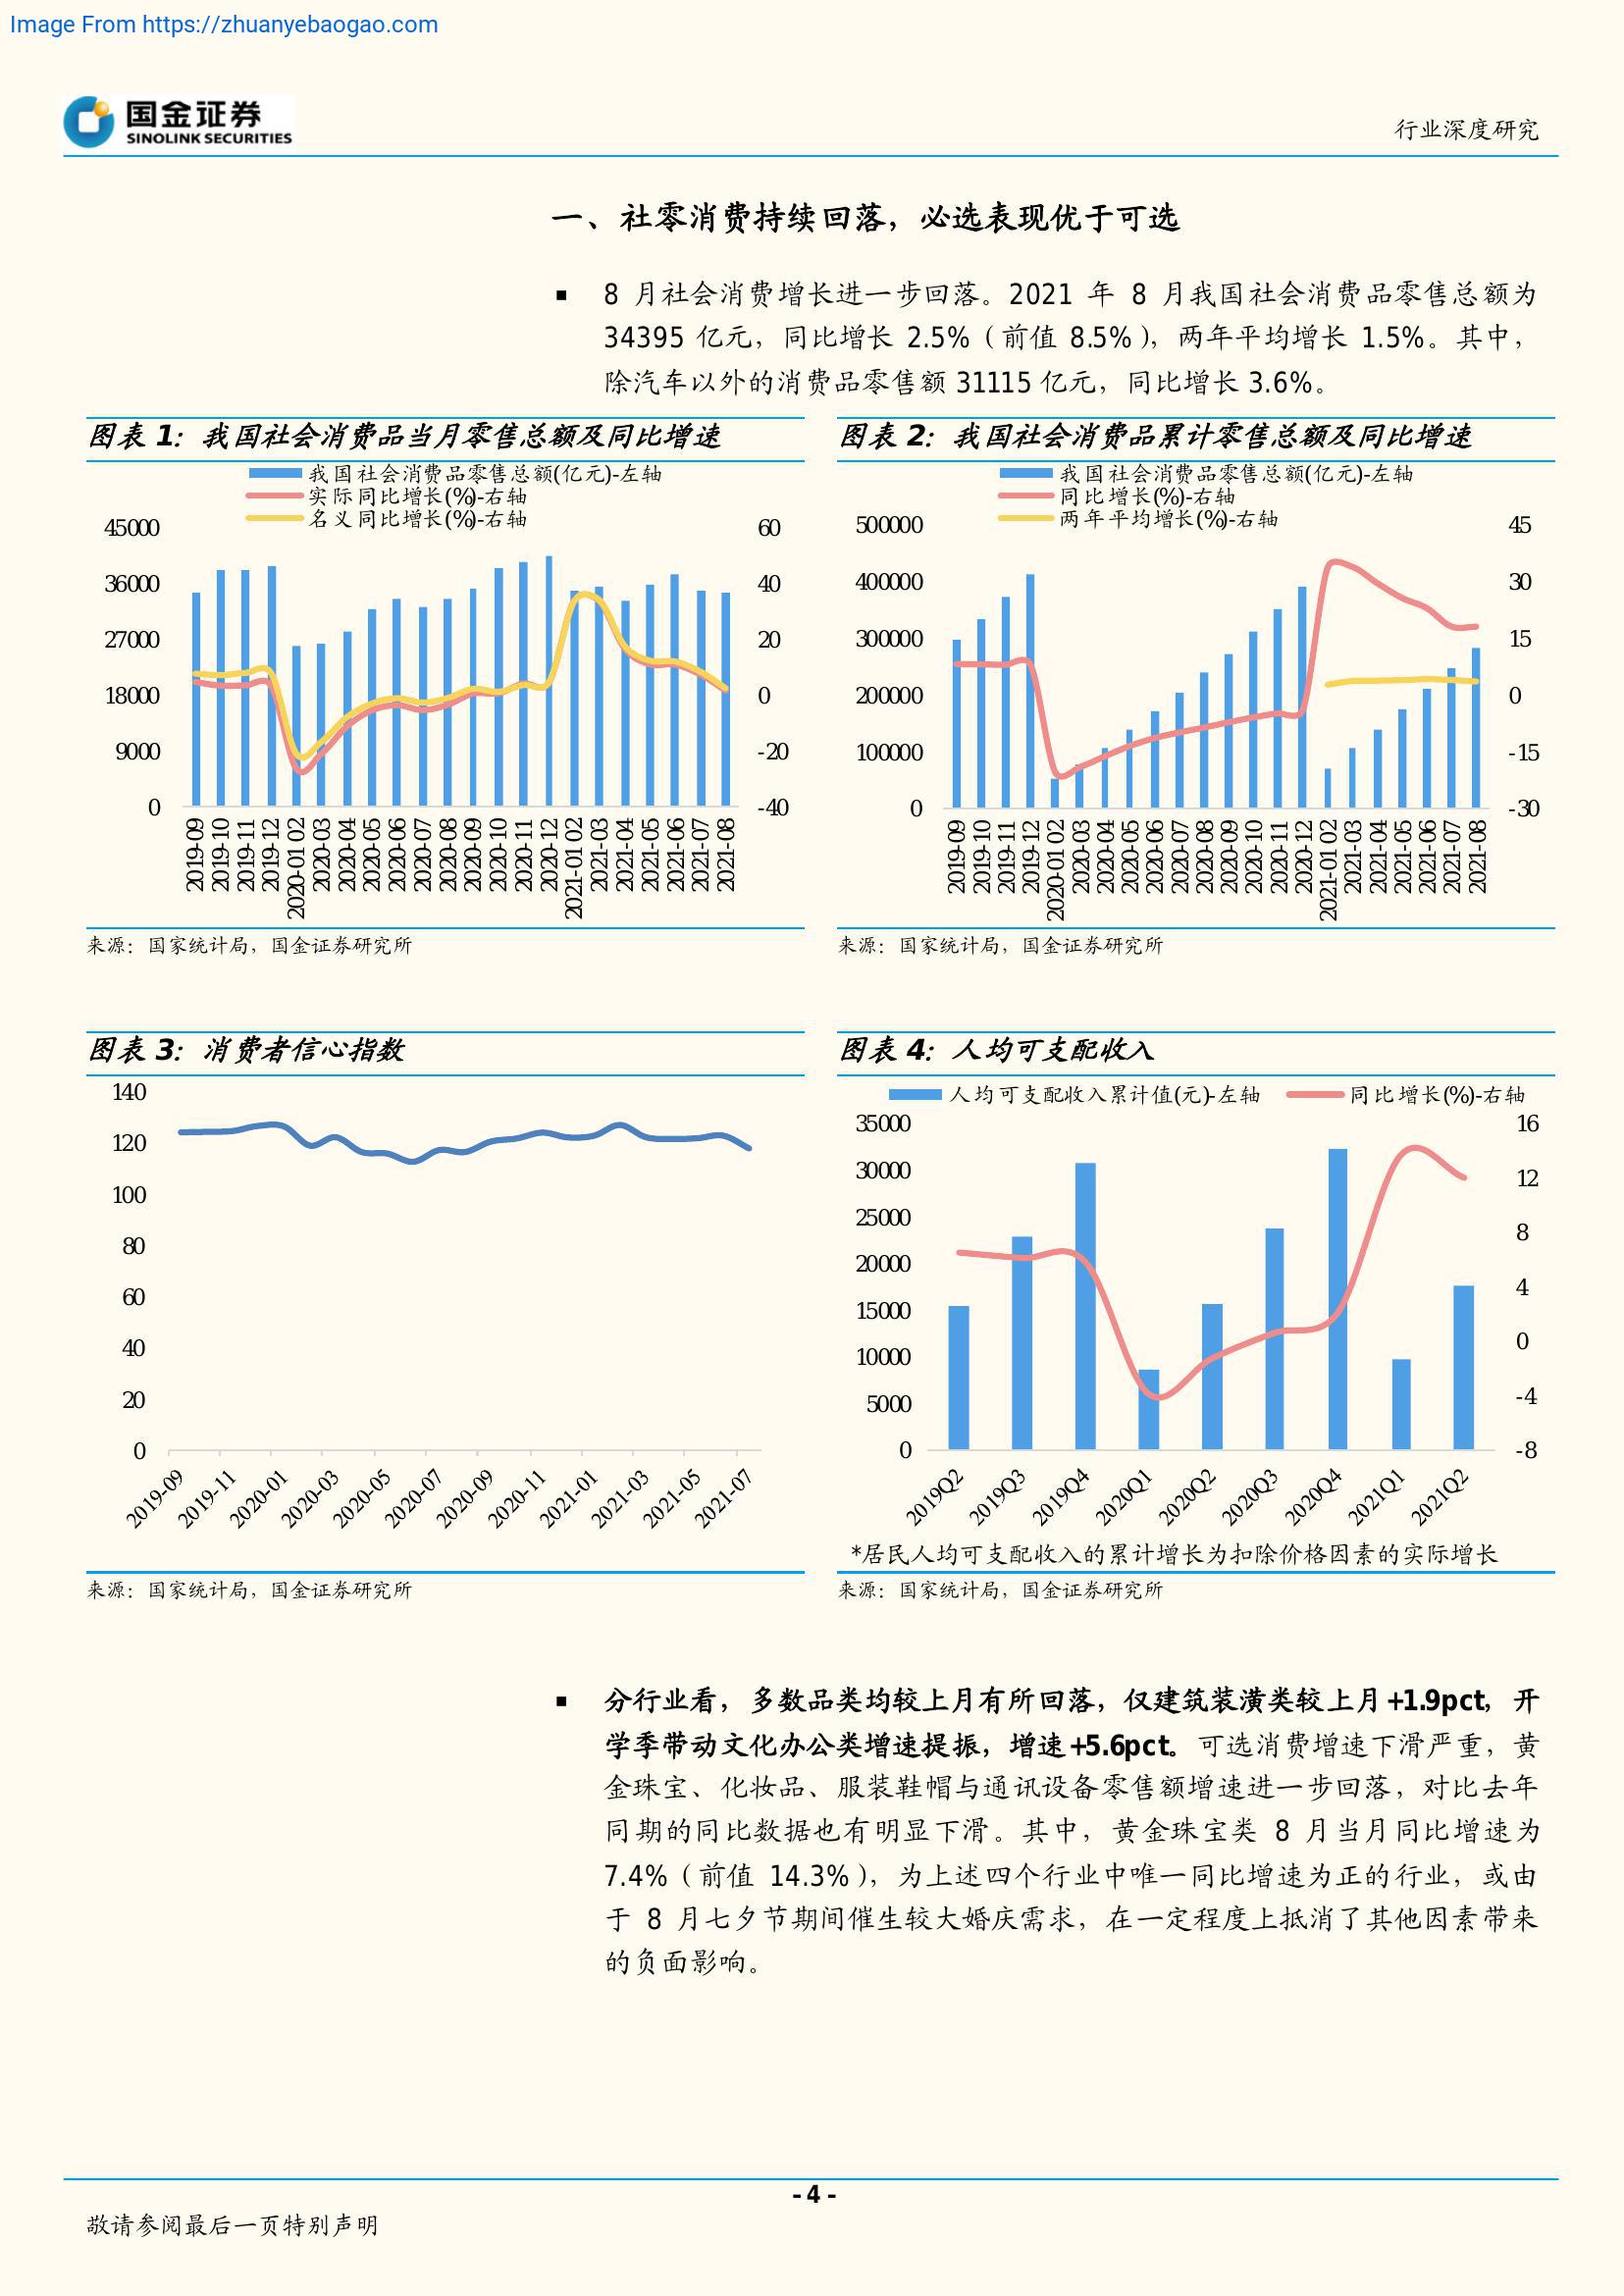 Image From https://zhuanyebaogao.com
国金证券
SINOLINK SECURITIES
行业深度研究
一、社零消费持续回落，必选表现优于可选
■ 8 月社会消费增长进一步回落。2021 年 8 月我国社会消费品零售总额为
34395 亿元，同比增长 2.5%（前值 8.5%），两年平均增长 1.5%。其中，
除汽车以外的消费品零售额 31115 亿元，同比增长 3.6%。
图表 1：我国社会消费品当月零售总额及同比增速
我国社会消费品零售总额(亿元)-左轴
实际同比增长(%)-右轴
名义同比增长(%)-右轴
45000
36000
27000
18000
9000
0
60
40
20
0
-20
-40
2019-09
2019-10
2019-11
2019-12
2020-01 02
2020-03
2020-04
2020-05
2020-06
2020-07
2020-08
2020-09
2020-10
2020-11
2020-12
2021-01 02
2021-03
2021-04
2021-05
2021-06
2021-07
2021-08
来源：国家统计局，国金证券研究所
图表 2：我国社会消费品累计零售总额及同比增速
我国社会消费品零售总额(亿元)-左轴
同比增长(%)-右轴
两年平均增长(%)-右轴
500000
400000
300000
200000
100000
0
45
30
15
0
-15
-30
2019-09
2019-10
2019-11
2019-12
2020-01 02
2020-03
2020-04
2020-05
2020-06
2020-07
2020-08
2020-09
2020-10
2020-11
2020-12
2021-01 02
2021-03
2021-04
2021-05
2021-06
2021-07
2021-08
来源：国家统计局，国金证券研究所
图表 3：消费者信心指数
140
120
100
80
60
40
20
0
2019-09
2019-11
2020-01
2020-03
2020-05
2020-07
2020-09
2020-11
2021-01
2021-03
2021-05
2021-07
来源：国家统计局，国金证券研究所
图表 4：人均可支配收入
人均可支配收入累计值(元)-左轴
同比增长(%)-右轴
35000
30000
25000
20000
15000
10000
5000
0
16
12
8
4
0
-4
-8
2019Q2
2019Q3
2019Q4
2020Q1
2020Q2
2020Q3
2020Q4
2021Q1
2021Q2
*居民人均可支配收入的累计增长为扣除价格因素的实际增长
来源：国家统计局，国金证券研究所
■ 分行业看，多数品类均较上月有所回落，仅建筑装潢类较上月+1.9pct，开
学季带动文化办公类增速提振，增速+5.6pct。可选消费增速下滑严重，黄
金珠宝、化妆品、服装鞋帽与通讯设备零售额增速进一步回落，对比去年
同期的同比数据也有明显下滑。其中，黄金珠宝类 8 月当月同比增速为
7.4%（前值 14.3%），为上述四个行业中唯一同比增速为正的行业，或由
于 8 月七夕节期间催生较大婚庆需求，在一定程度上抵消了其他因素带来
的负面影响。
- 4 -
敬请参阅最后一页特别声明